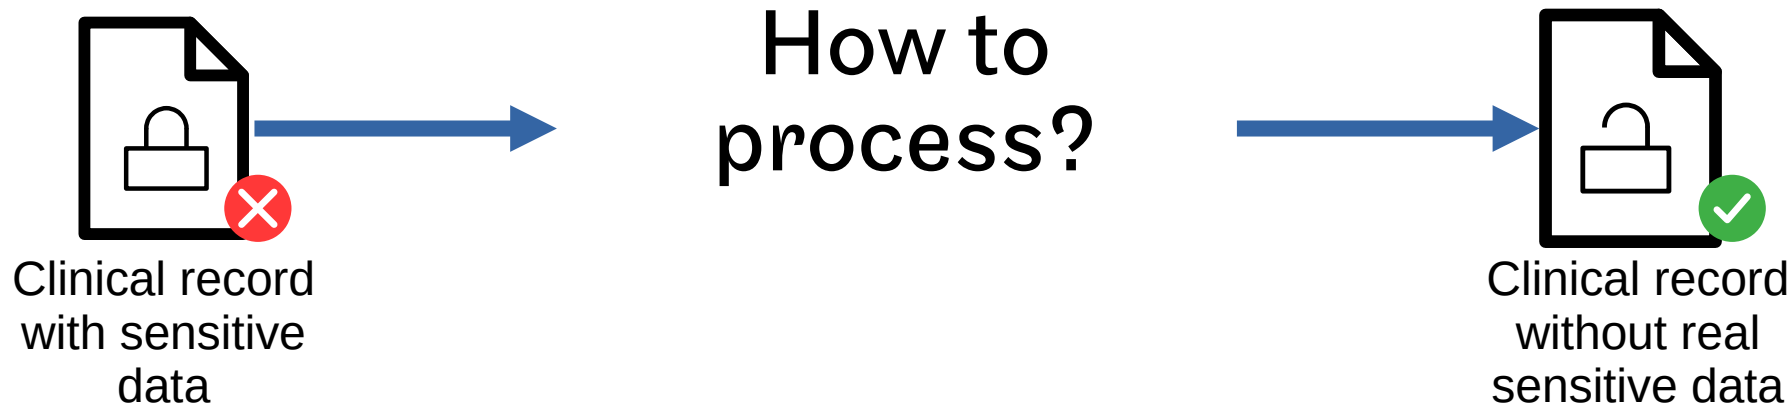 How to
process?
Clinical record
with sensitive
data
Clinical record
without real
sensitive data